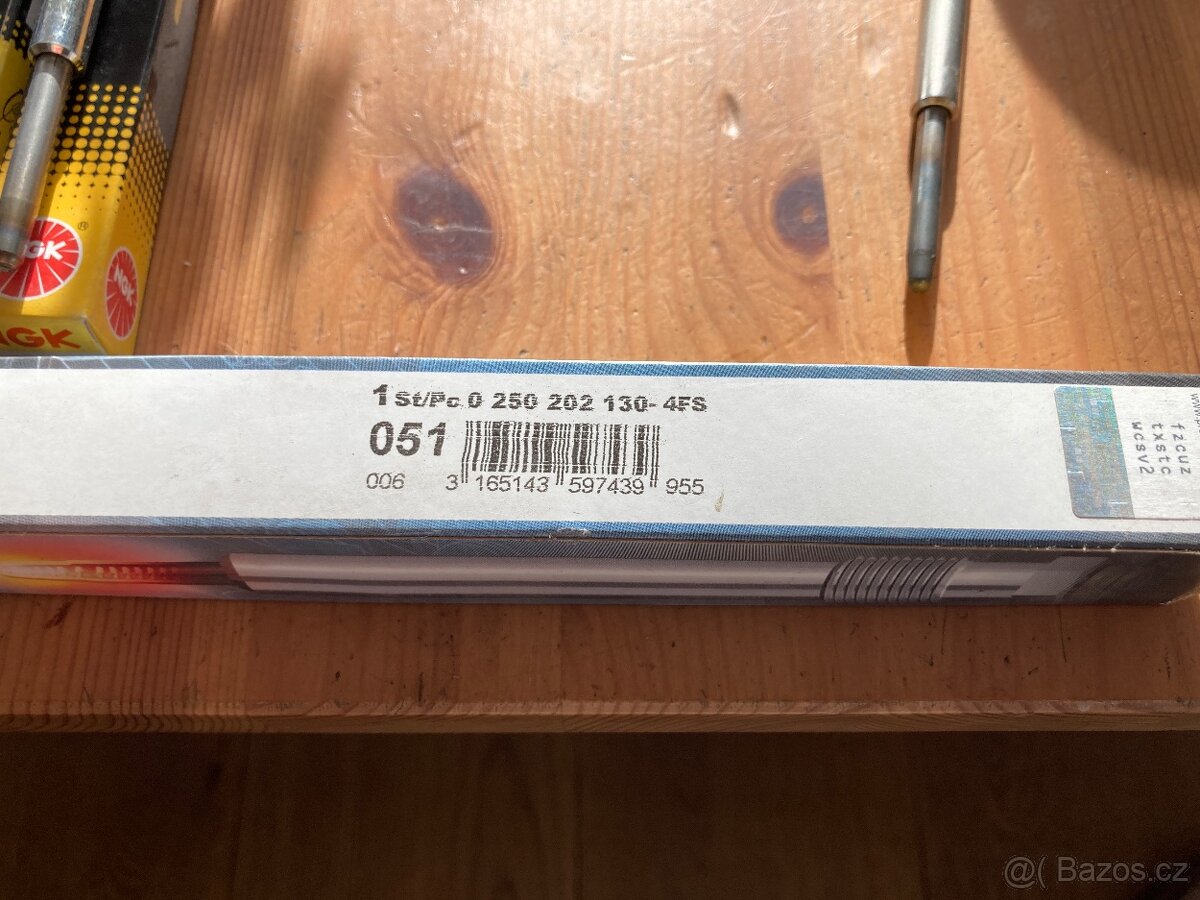 NGK
®
NGK
NGK
1 St/Pc 0 250 202 130- 4FS
051
006 3 165143 597439 955
fzcuz
txstc
wcsv2
@( Bazos.cz